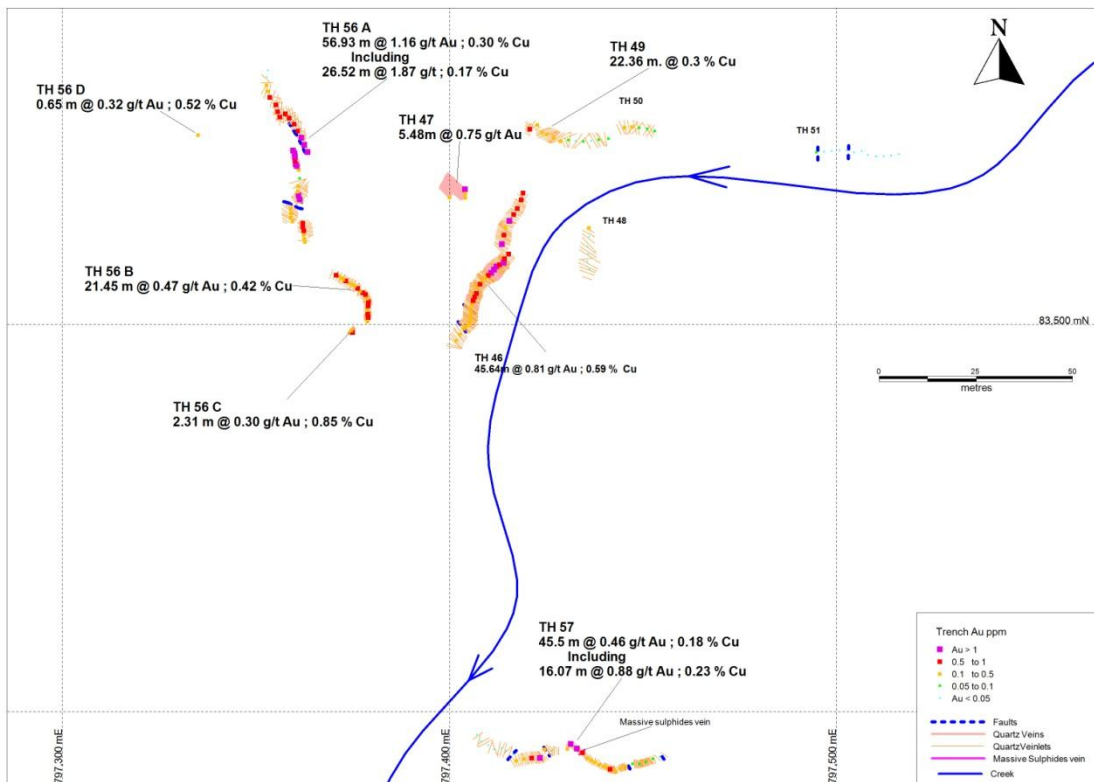 TH 56 A
56.93 m @ 1.16 g/t Au ; 0.30 % Cu
Including
26.52 m @ 1.87 g/t ; 0.17 % Cu
TH 49
22.36 m. @ 0.3 % Cu
N
TH 56 D
0.65 m @ 0.32 g/t Au ; 0.52 % Cu
TH 50
TH 47
5.48m @ 0.75 g/t Au
TH 51
TH 48
TH 56 B
21.45 m @ 0.47 g/t Au ; 0.42 % Cu
83,500 mN
TH 46
45.64m @ 0.81 g/t Au ; 0.59 % Cu
0 25 50
metres
TH 56 C
2.31 m @ 0.30 g/t Au ; 0.85 % Cu
TH 57
45.5 m @ 0.46 g/t Au ; 0.18 % Cu
Including
16.07 m @ 0.88 g/t Au ; 0.23 % Cu
Massive sulphides vein
797,300 mE
797,400 mE
797,500 mE
Trench Au ppm
Au > 1
0.5 to 1
0.1 to 0.5
0.05 to 0.1
Au < 0.05
Faults
Quartz Veins
QuartzVeinlets
Massive Sulphides vein
Creek